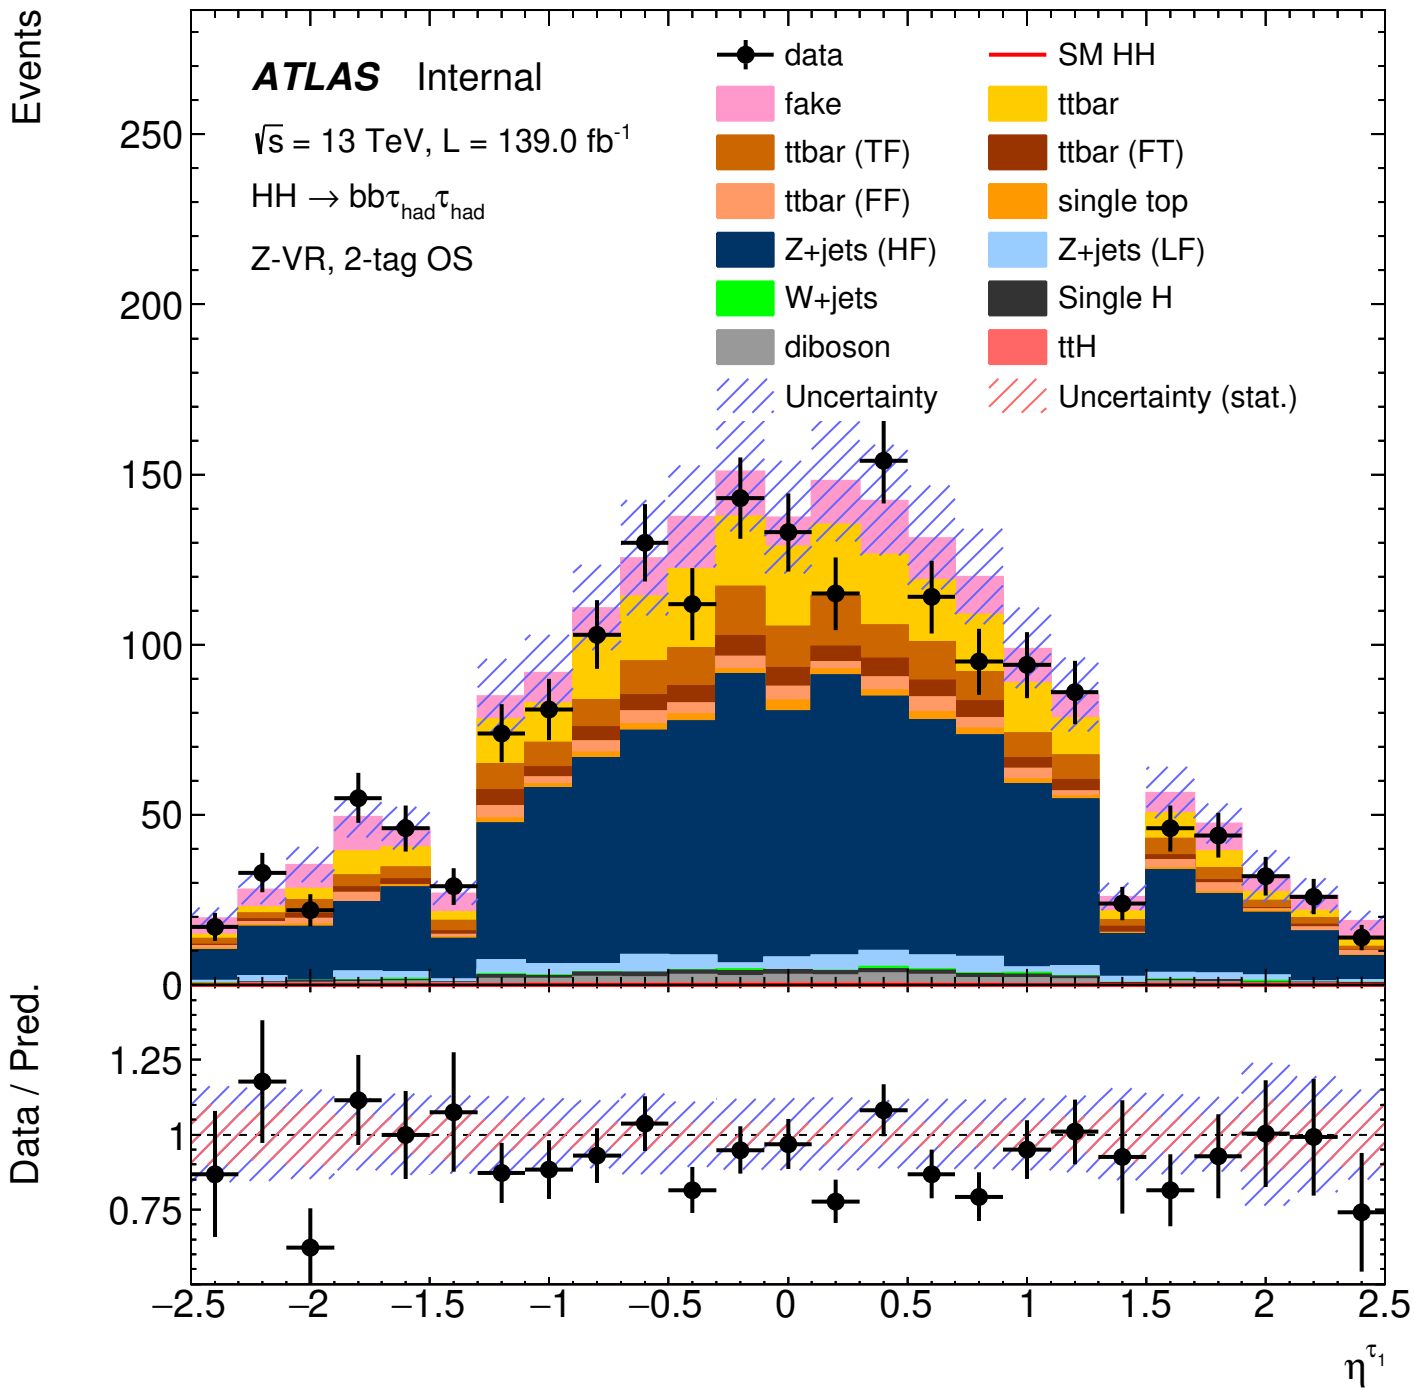 Events
ATLAS Internal
√s = 13 TeV, L = 139.0 fb⁻¹
HH → bbτ_had τ_had
Z-VR, 2-tag OS
data
SM HH
fake
ttbar
ttbar (TF)
ttbar (FT)
ttbar (FF)
single top
Z+jets (HF)
Z+jets (LF)
W+jets
Single H
diboson
ttH
Uncertainty
Uncertainty (stat.)
250
200
150
100
50
0
Data / Pred.
1.25
1
0.75
−2.5 −2 −1.5 −1 −0.5 0 0.5 1 1.5 2 2.5
η^τ₁